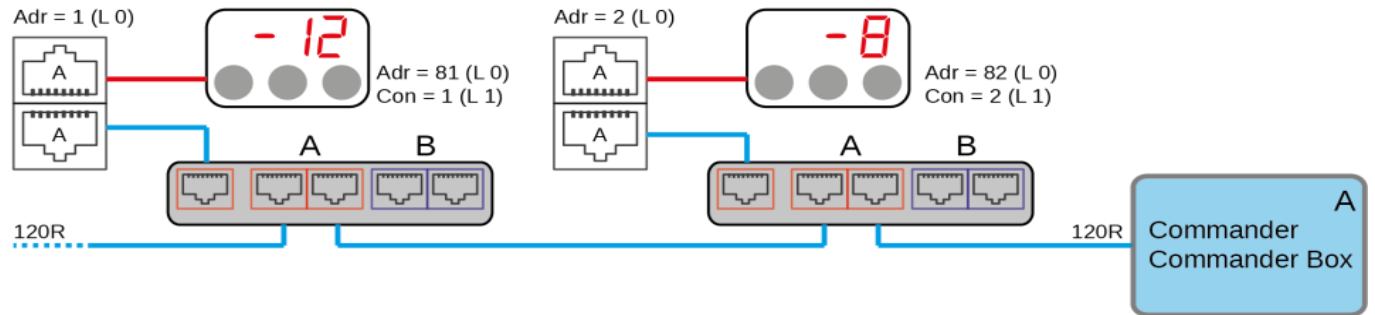 Adr = 1 (L 0)
-12
A
A
Adr = 81 (L 0)
Con = 1 (L 1)
A B
120R
Adr = 2 (L 0)
-8
A
A
Adr = 82 (L 0)
Con = 2 (L 1)
A B
120R
A
Commander
Commander Box